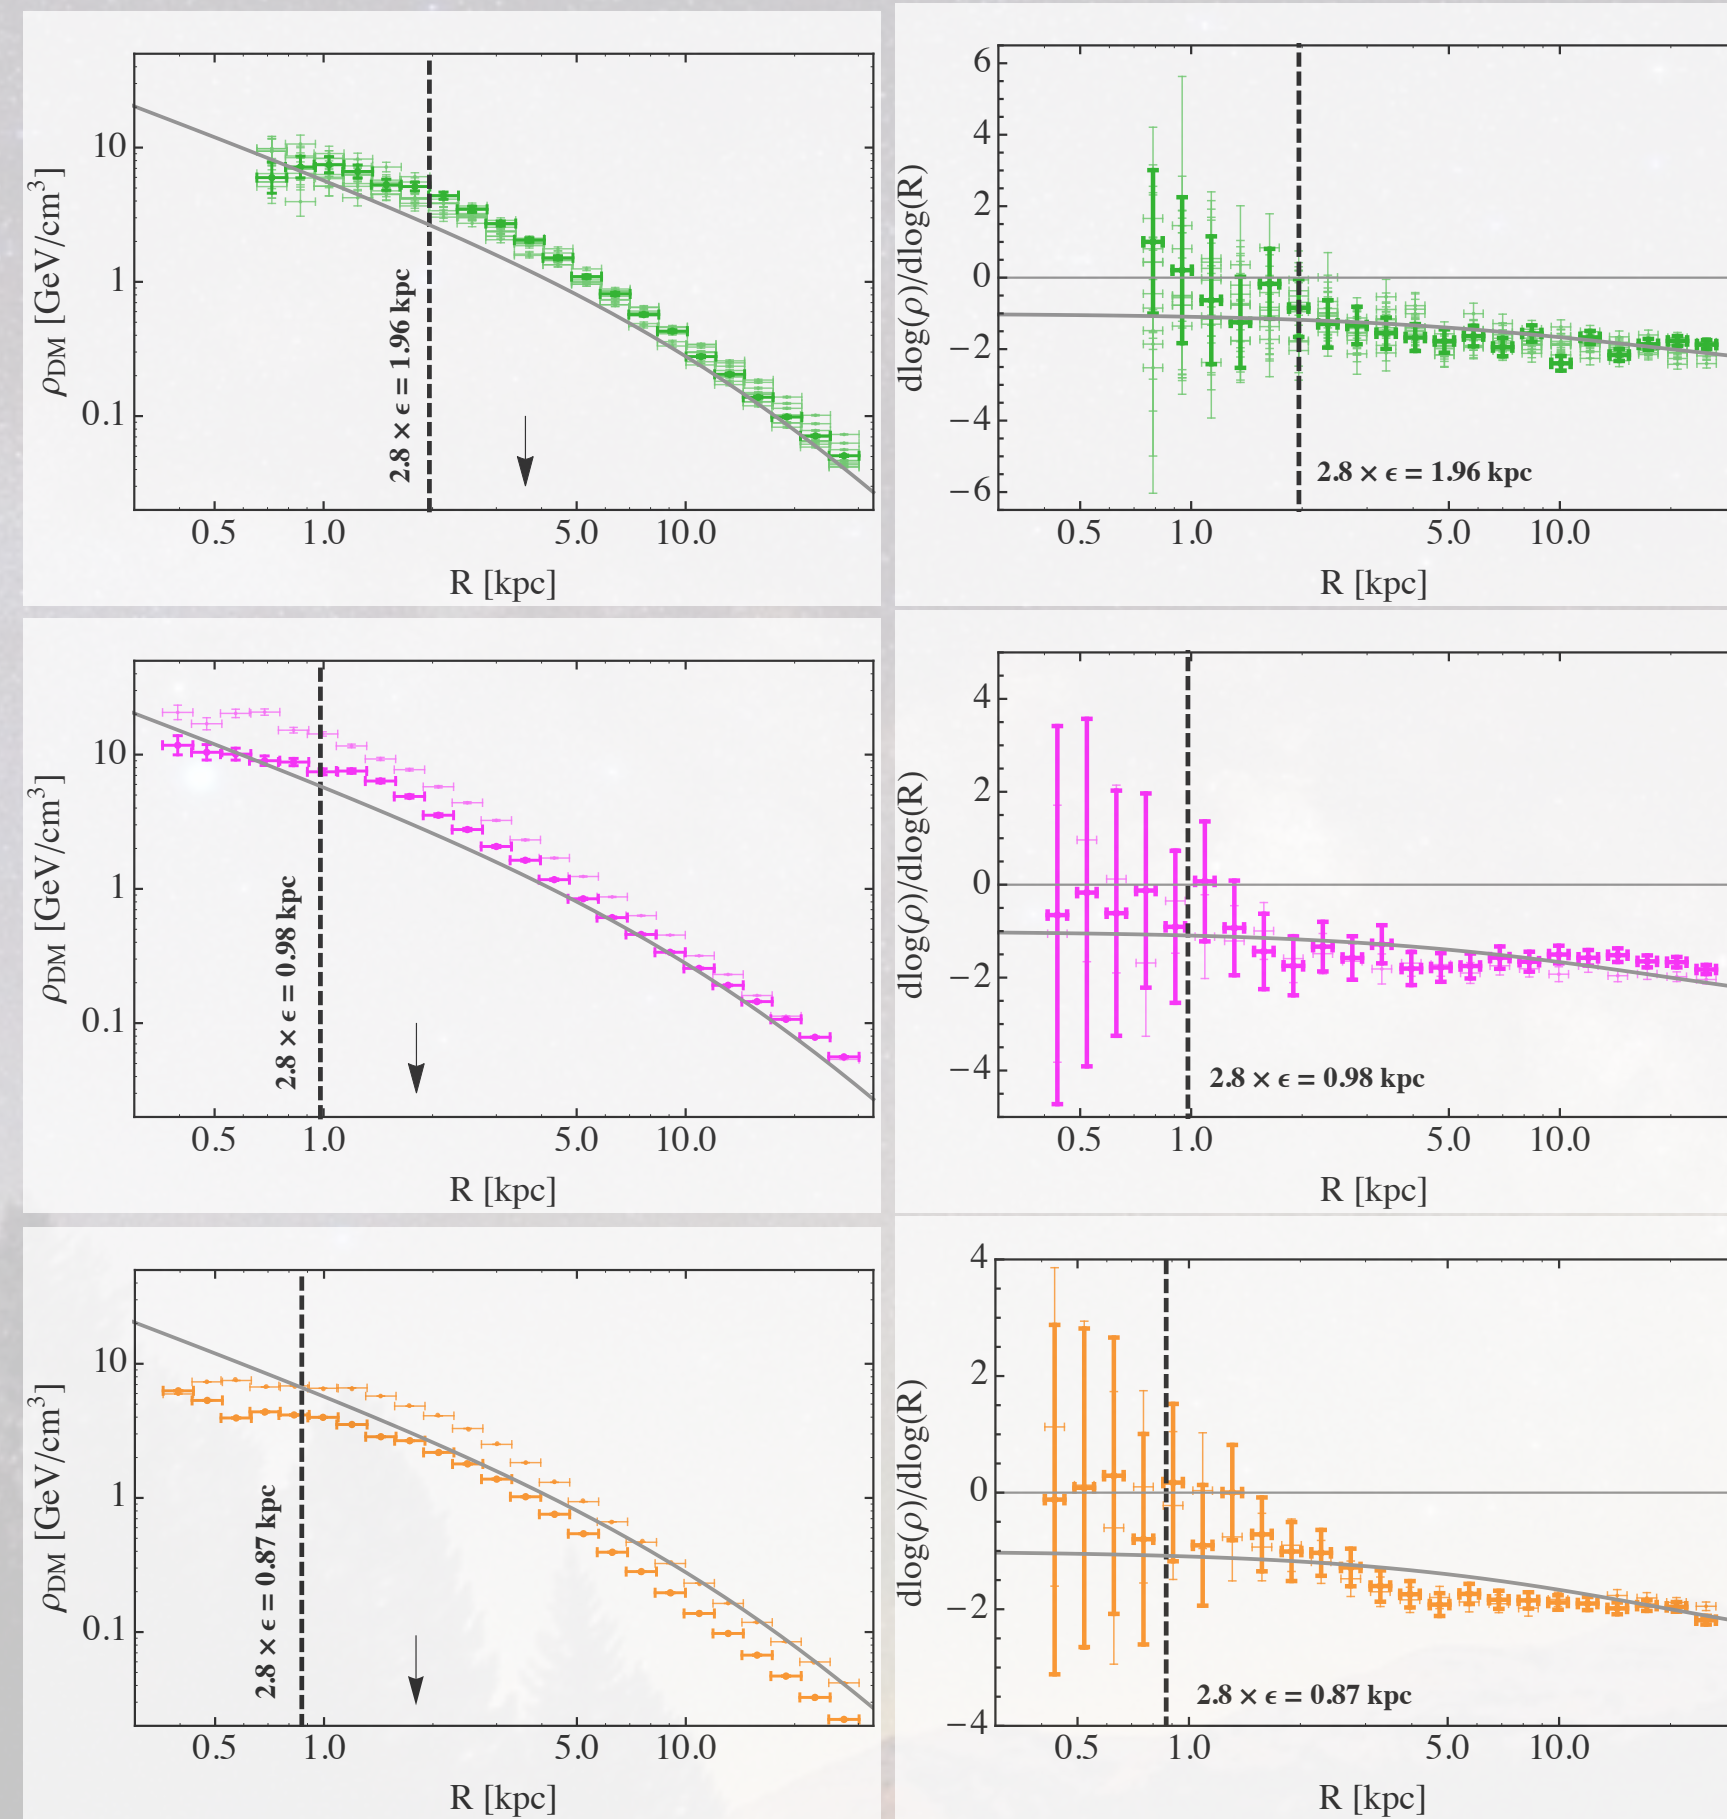 10
1
0.1
ρDM [GeV/cm³]
2.8 × ϵ = 1.96 kpc
0.5 1.0 5.0 10.0
R [kpc]
6
4
2
0
−2
−4
−6
dlog(ρ)/dlog(R)
2.8 × ϵ = 1.96 kpc
0.5 1.0 5.0 10.0
R [kpc]
10
1
0.1
ρDM [GeV/cm³]
2.8 × ϵ = 0.98 kpc
0.5 1.0 5.0 10.0
R [kpc]
4
2
0
−2
−4
dlog(ρ)/dlog(R)
2.8 × ϵ = 0.98 kpc
0.5 1.0 5.0 10.0
R [kpc]
10
1
0.1
ρDM [GeV/cm³]
2.8 × ϵ = 0.87 kpc
0.5 1.0 5.0 10.0
R [kpc]
4
2
0
−2
−4
dlog(ρ)/dlog(R)
2.8 × ϵ = 0.87 kpc
0.5 1.0 5.0 10.0
R [kpc]